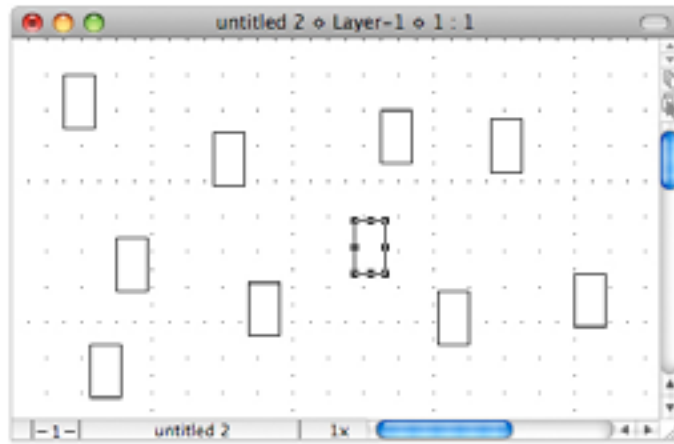 untitled 2 ⋄ Layer-1 ⋄ 1 : 1
-1- untitled 2 1x